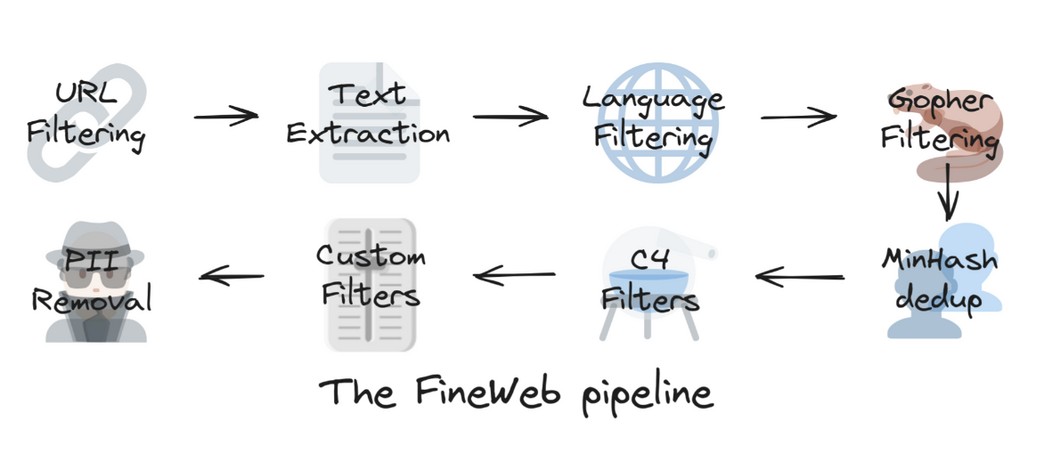 URL
Filtering
Text
Extraction
Language
Filtering
Gopher
Filtering
PII
Removal
Custom
Filters
C4
Filters
MinHash
dedup
The FineWeb pipeline